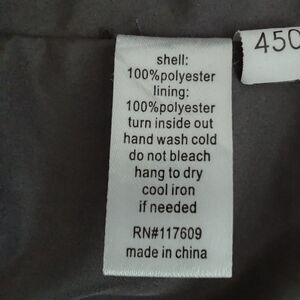 shell:
100%polyester
lining:
100%polyester
turn inside out
hand wash cold
do not bleach
hang to dry
cool iron
if needed
RN#117609
made in china
450